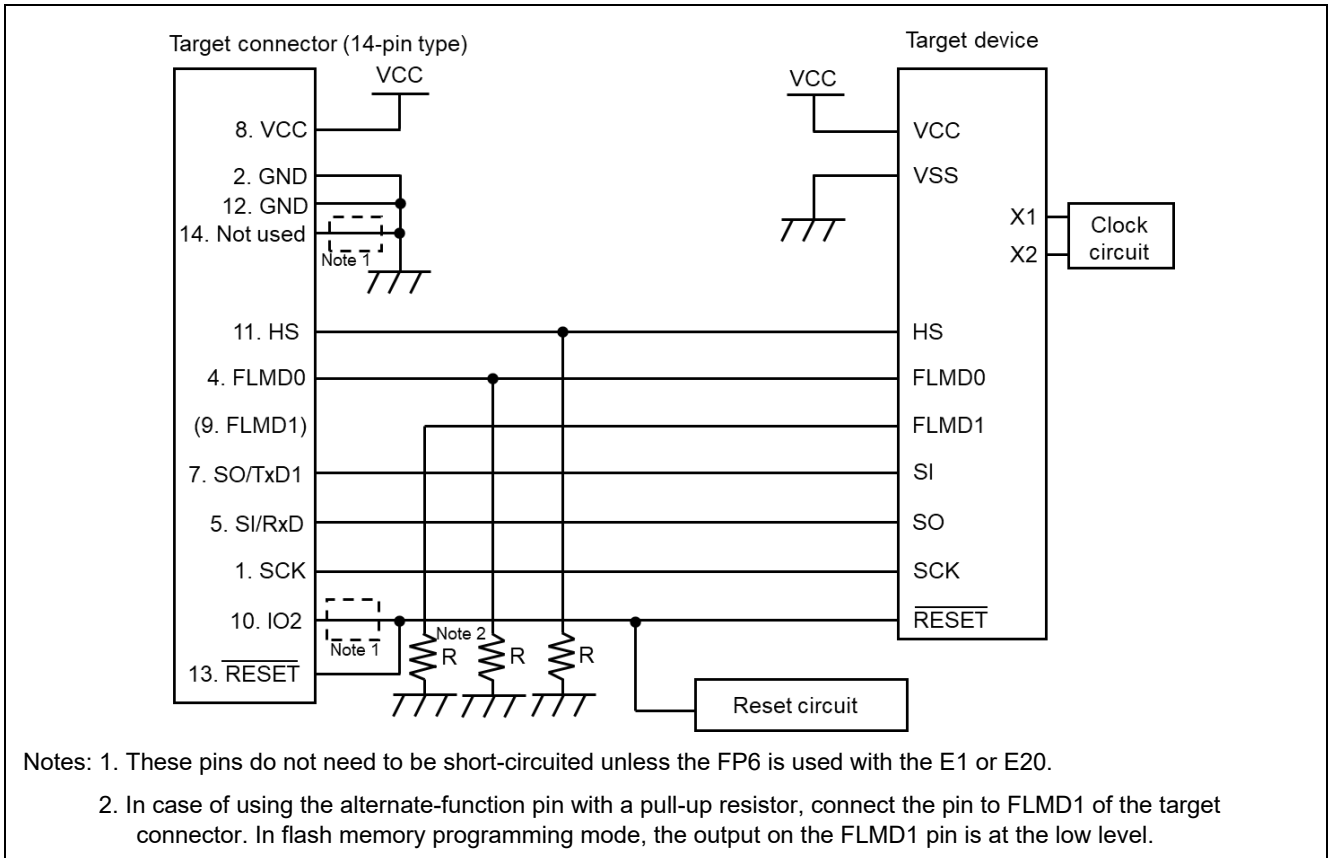 Target connector (14-pin type)
Target device
VCC
VCC
8. VCC
VCC
2. GND
VSS
12. GND
14. Not used
Note 1
X1
X2
Clock
circuit
11. HS
HS
4. FLMD0
FLMD0
(9. FLMD1)
FLMD1
7. SO/TxD1
SI
5. SI/RxD
SO
1. SCK
SCK
10. IO2
RESET
Note 1
Note 2
R
R
R
13. RESET
Reset circuit
Notes: 1. These pins do not need to be short-circuited unless the FP6 is used with the E1 or E20.
2. In case of using the alternate-function pin with a pull-up resistor, connect the pin to FLMD1 of the target
connector. In flash memory programming mode, the output on the FLMD1 pin is at the low level.